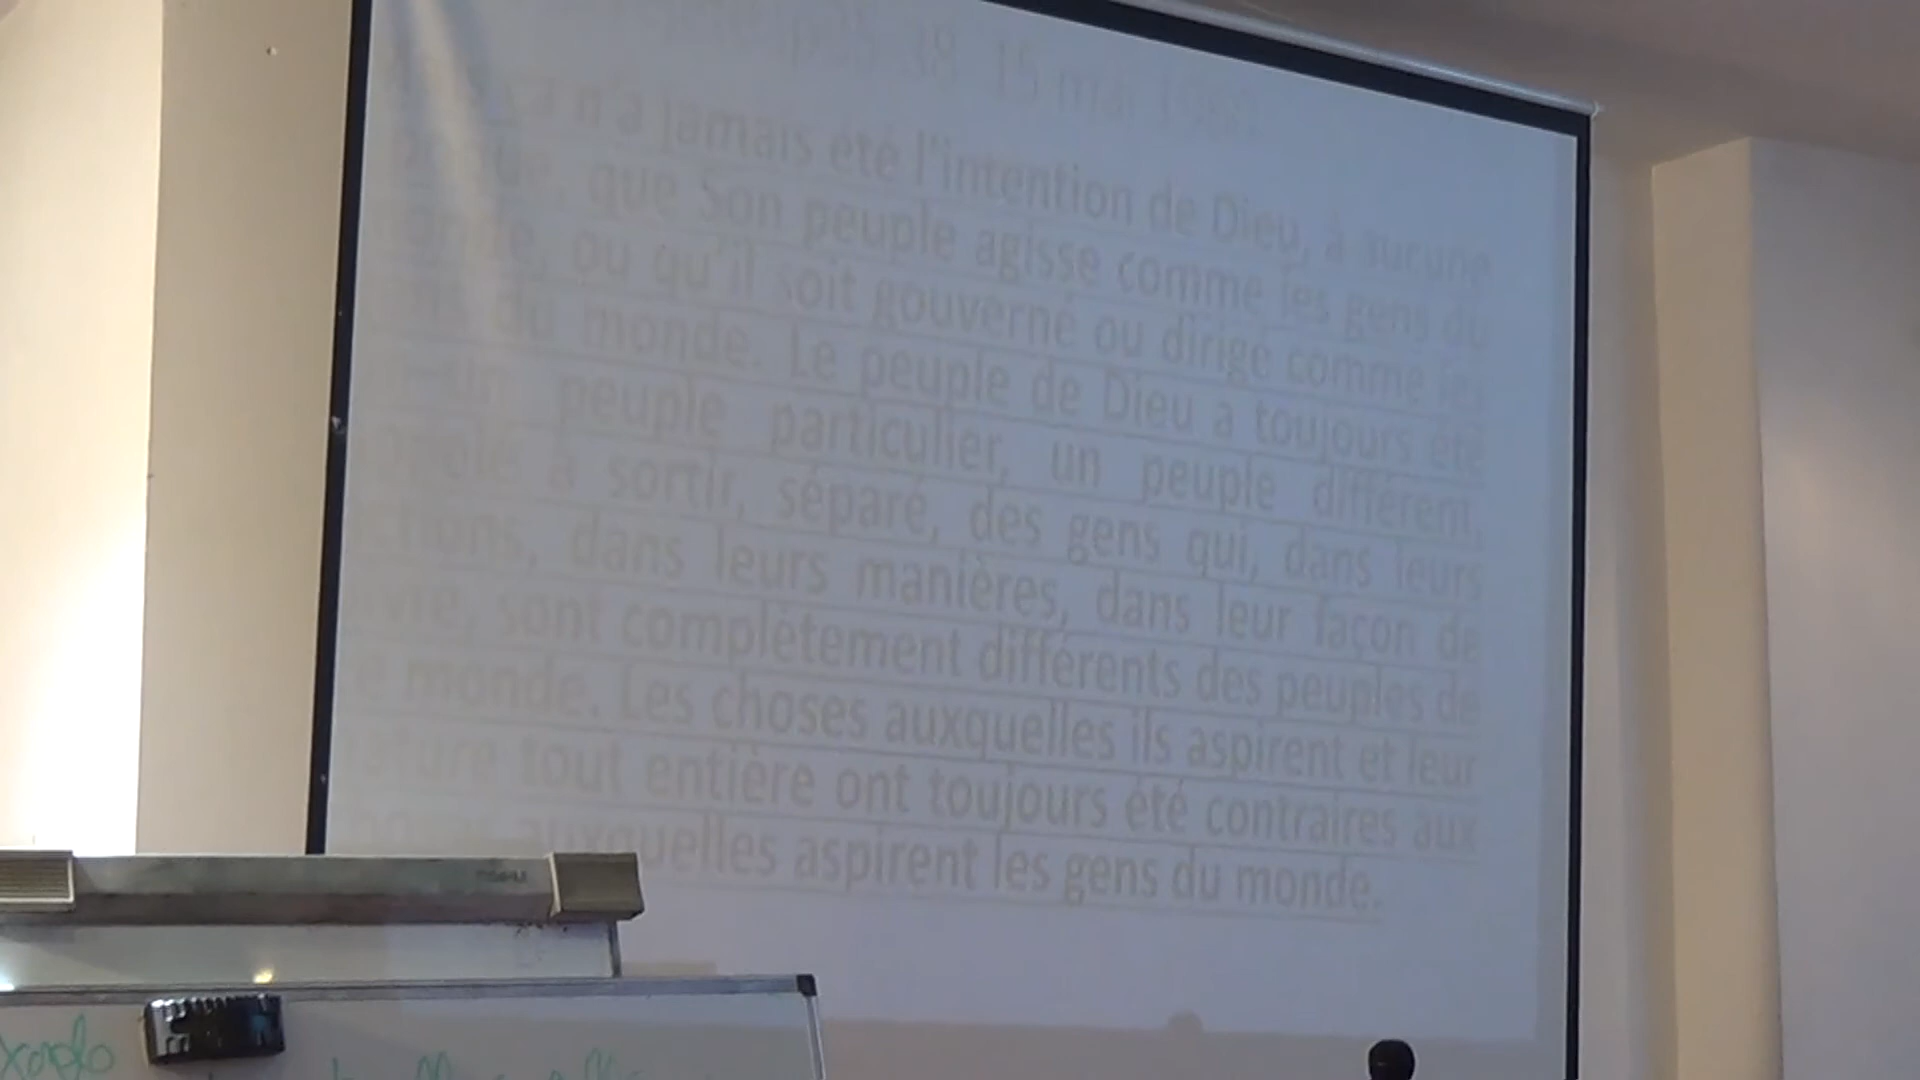 15 mai
n'a jamais été l'intention de Dieu, à aucune
que Son peuple agisse comme les gens du
ou qu'il soit gouverné ou dirigé comme les
du monde. Le peuple de Dieu a toujours été
peuple particulier, un peuple différent,
à sortir, séparé, des gens qui, dans leurs
dans leurs manières, dans leur façon de
vie, sont complètement différents des peuples de
monde. Les choses auxquelles ils aspirent et leur
nature tout entière ont toujours été contraires aux
auxquelles aspirent les gens du monde.